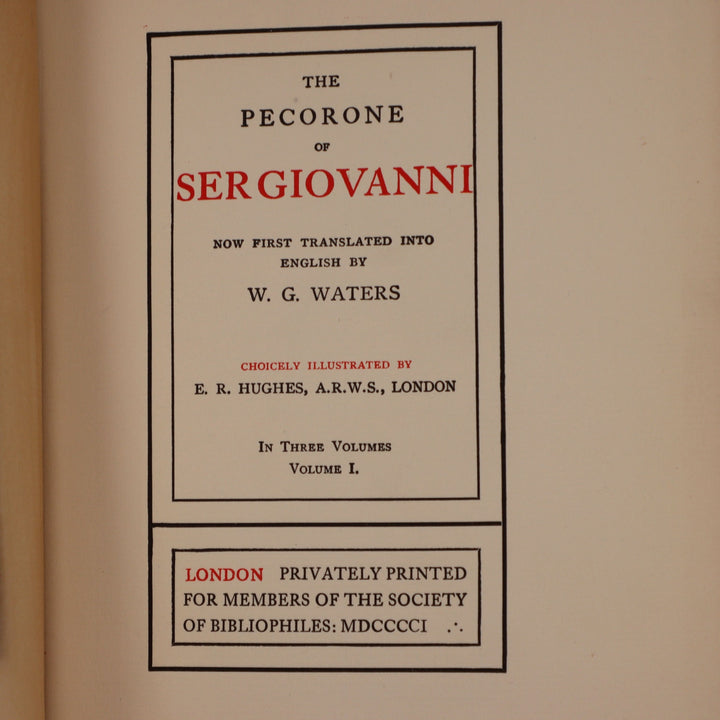 THE
PECORONE
OF
SER GIOVANNI
NOW FIRST TRANSLATED INTO
ENGLISH BY
W. G. WATERS
CHOICELY ILLUSTRATED BY
E. R. HUGHES, A.R.W.S., LONDON
IN THREE VOLUMES
VOLUME I.
LONDON PRIVATELY PRINTED
FOR MEMBERS OF THE SOCIETY
OF BIBLIOPHILES: MDCCCCI ∴